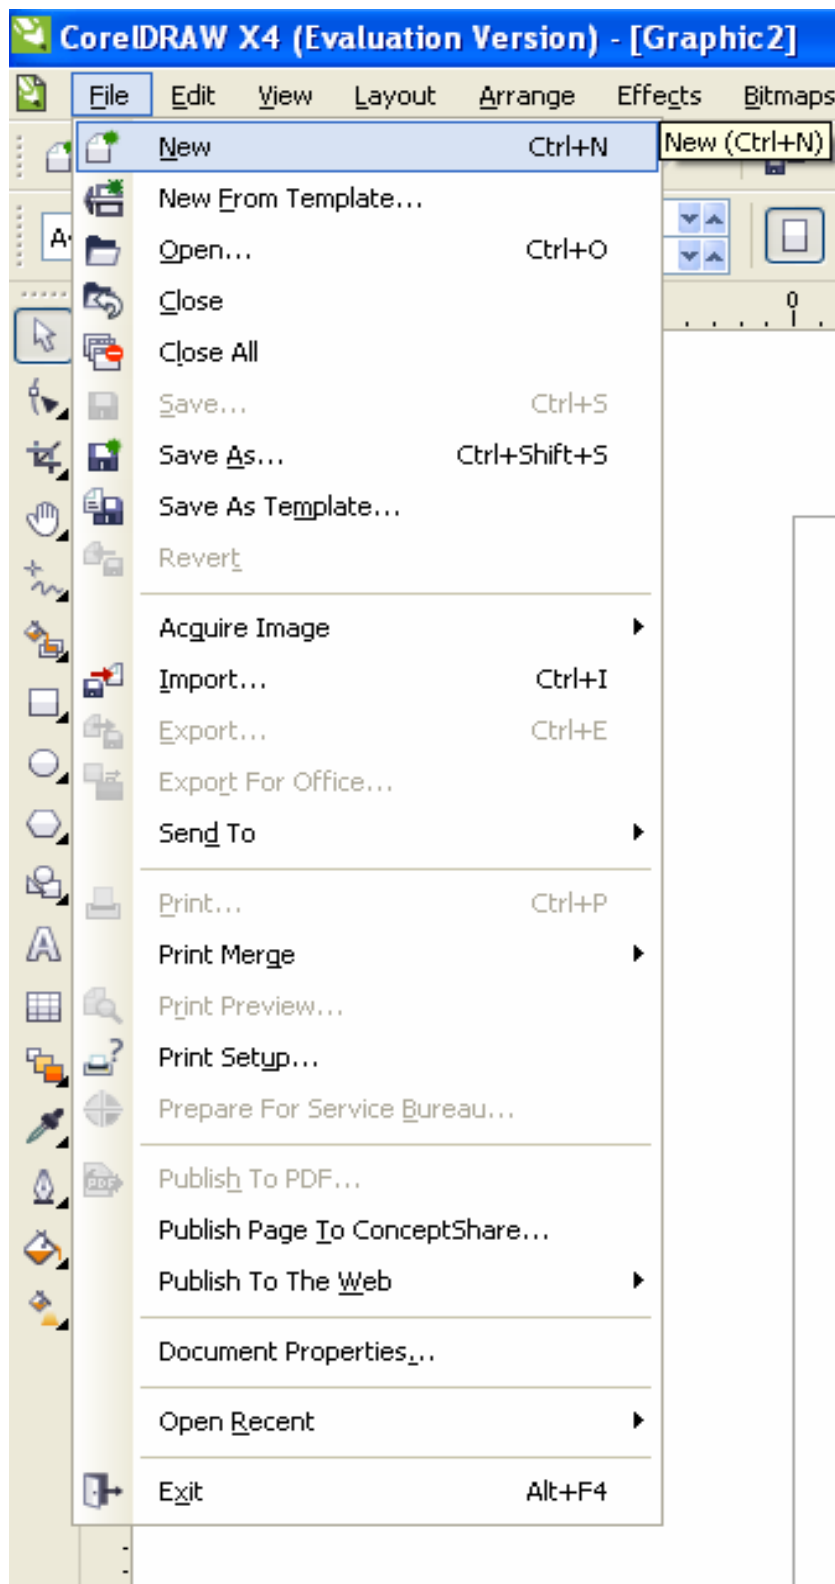 CorelDRAW X4 (Evaluation Version) - [Graphic2]
File Edit View Layout Arrange Effects Bitmaps
New Ctrl+N New (Ctrl+N)
New From Template...
Open... Ctrl+O
Close
0
Close All
Save... Ctrl+S
Save As... Ctrl+Shift+S
Save As Template...
Revert
Acquire Image
Import... Ctrl+I
Export... Ctrl+E
Export For Office...
Send To
Print... Ctrl+P
Print Merge
Print Preview...
Print Setup...
Prepare For Service Bureau...
Publish To PDF...
Publish Page To ConceptShare...
Publish To The Web
Document Properties...
Open Recent
Exit Alt+F4